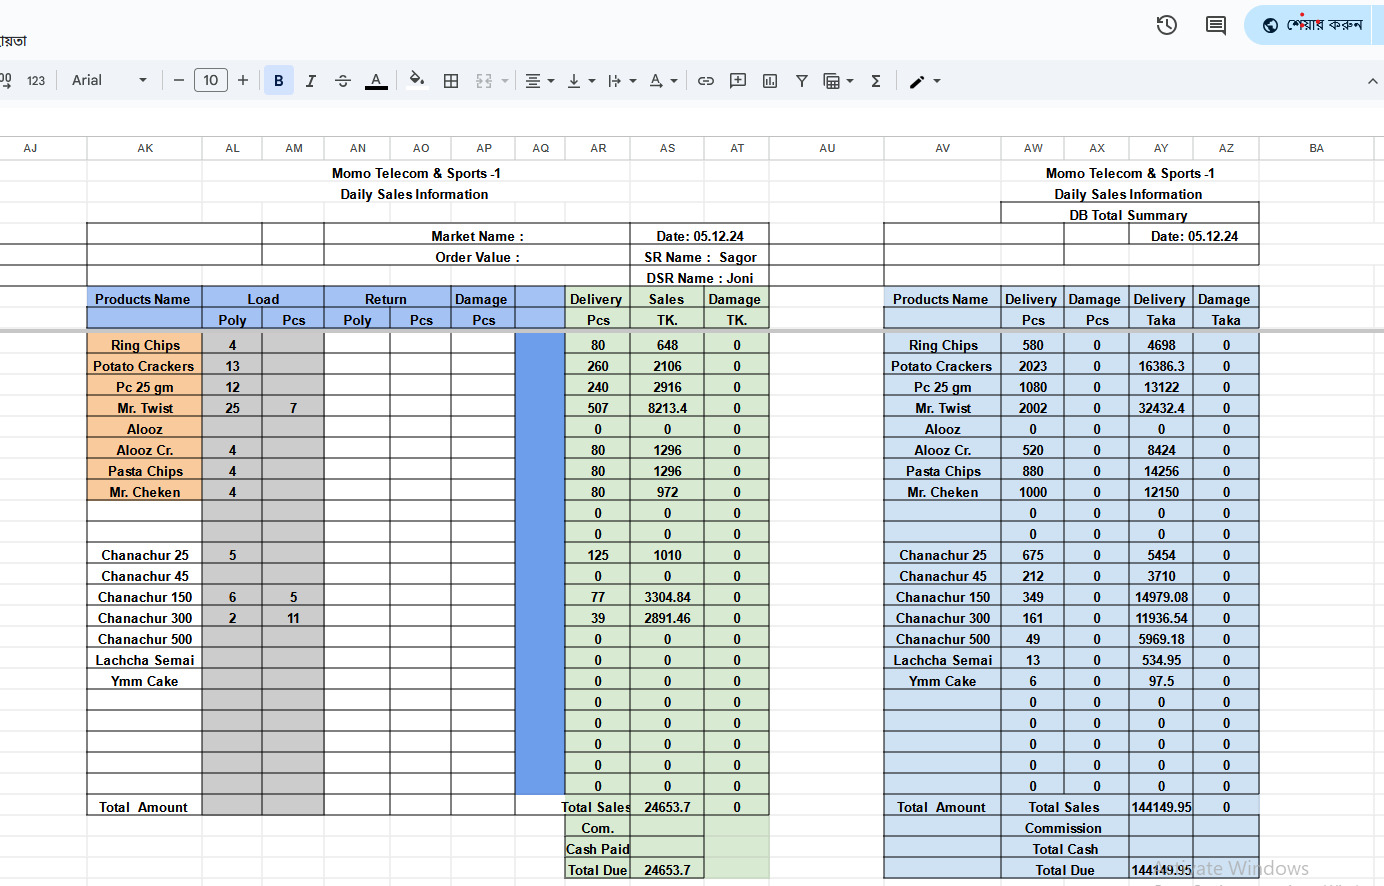 শেয়ার করুন
ায়তা
00 123 Arial 10 B I A A Σ
AJ AK AL AM AN AO AP AQ AR AS AT AU AV AW AX AY AZ BA
Momo Telecom & Sports -1 Momo Telecom & Sports -1
Daily Sales Information Daily Sales Information
DB Total Summary
Market Name : Date: 05.12.24 Date: 05.12.24
Order Value : SR Name : Sagor
DSR Name : Joni
Products Name Load Return Damage Delivery Sales Damage Products Name Delivery Damage Delivery Damage
Poly Pcs Poly Pcs Pcs Pcs TK. TK. Pcs Pcs Taka Taka
Ring Chips 4 80 648 0 Ring Chips 580 0 4698 0
Potato Crackers 13 260 2106 0 Potato Crackers 2023 0 16386.3 0
Pc 25 gm 12 240 2916 0 Pc 25 gm 1080 0 13122 0
Mr. Twist 25 7 507 8213.4 0 Mr. Twist 2002 0 32432.4 0
Alooz 0 0 0 Alooz 0 0 0 0
Alooz Cr. 4 80 1296 0 Alooz Cr. 520 0 8424 0
Pasta Chips 4 80 1296 0 Pasta Chips 880 0 14256 0
Mr. Cheken 4 80 972 0 Mr. Cheken 1000 0 12150 0
0 0 0 0 0 0 0
0 0 0 0 0 0 0
Chanachur 25 5 125 1010 0 Chanachur 25 675 0 5454 0
Chanachur 45 0 0 0 Chanachur 45 212 0 3710 0
Chanachur 150 6 5 77 3304.84 0 Chanachur 150 349 0 14979.08 0
Chanachur 300 2 11 39 2891.46 0 Chanachur 300 161 0 11936.54 0
Chanachur 500 0 0 0 Chanachur 500 49 0 5969.18 0
Lachcha Semai 0 0 0 Lachcha Semai 13 0 534.95 0
Ymm Cake 0 0 0 Ymm Cake 6 0 97.5 0
0 0 0 0 0 0 0
0 0 0 0 0 0 0
0 0 0 0 0 0 0
0 0 0 0 0 0 0
0 0 0 0 0 0 0
Total Amount Total Sales 24653.7 0 Total Amount Total Sales 144149.95 0
Com. Commission
Cash Paid Total Cash
Total Due 24653.7 Total Due 144149.95
Activate Windows